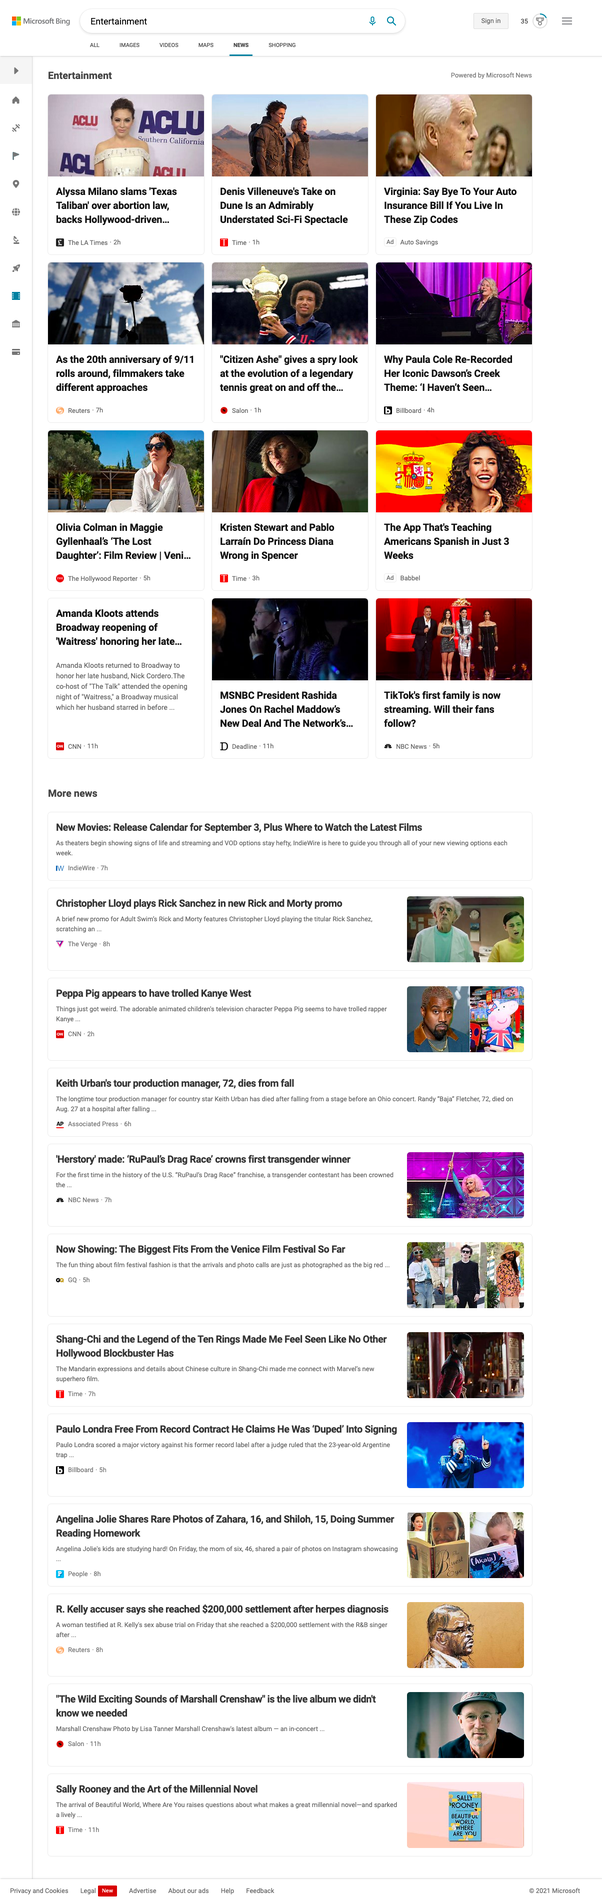 Microsoft Bing
Entertainment
Sign in
35
ALL
IMAGES
VIDEOS
MAPS
NEWS
SHOPPING
Entertainment
Powered by Microsoft News
ACLU
ACLU
Southern California
ACL
Alyssa Milano slams 'Texas
Taliban' over abortion law,
backs Hollywood-driven...
The LA Times · 2h
Denis Villeneuve's Take on
Dune Is an Admirably
Understated Sci-Fi Spectacle
Time · 1h
Virginia: Say Bye To Your Auto
Insurance Bill If You Live In
These Zip Codes
Ad Auto Savings
As the 20th anniversary of 9/11
rolls around, filmmakers take
different approaches
Reuters · 7h
"Citizen Ashe" gives a spry look
at the evolution of a legendary
tennis great on and off the...
Salon · 1h
Why Paula Cole Re-Recorded
Her Iconic Dawson's Creek
Theme: 'I Haven't Seen...
Billboard · 4h
Olivia Colman in Maggie
Gyllenhaal's 'The Lost
Daughter': Film Review | Veni...
The Hollywood Reporter · 5h
Kristen Stewart and Pablo
Larraín Do Princess Diana
Wrong in Spencer
Time · 3h
The App That's Teaching
Americans Spanish in Just 3
Weeks
Ad Babbel
Amanda Kloots attends
Broadway reopening of
'Waitress' honoring her late...
Amanda Kloots returned to Broadway to
honor her late husband, Nick Cordero.The
co-host of "The Talk" attended the opening
night of "Waitress," a Broadway musical
which her husband starred in before ...
CNN · 11h
MSNBC President Rashida
Jones On Rachel Maddow's
New Deal And The Network's...
Deadline · 11h
TikTok's first family is now
streaming. Will their fans
follow?
NBC News · 5h
More news
New Movies: Release Calendar for September 3, Plus Where to Watch the Latest Films
As theaters begin showing signs of life and streaming and VOD options stay hefty, IndieWire is here to guide you through all of your new viewing options each
week.
IndieWire · 7h
Christopher Lloyd plays Rick Sanchez in new Rick and Morty promo
A brief new promo for Adult Swim's Rick and Morty features Christopher Lloyd playing the titular Rick Sanchez,
scratching an ...
The Verge · 8h
Peppa Pig appears to have trolled Kanye West
Things just got weird. The adorable animated children's television character Peppa Pig seems to have trolled rapper
Kanye ...
CNN · 2h
Keith Urban's tour production manager, 72, dies from fall
The longtime tour production manager for country star Keith Urban has died after falling from a stage before an Ohio concert. Randy "Baja" Fletcher, 72, died on
Aug. 27 at a hospital after falling ...
AP Associated Press · 6h
'Herstory' made: 'RuPaul's Drag Race' crowns first transgender winner
For the first time in the history of the U.S. "RuPaul's Drag Race" franchise, a transgender contestant has been crowned
the ...
NBC News · 7h
Now Showing: The Biggest Fits From the Venice Film Festival So Far
The fun thing about film festival fashion is that the arrivals and photo calls are just as photographed as the big red ...
GQ · 5h
Shang-Chi and the Legend of the Ten Rings Made Me Feel Seen Like No Other
Hollywood Blockbuster Has
The Mandarin expressions and details about Chinese culture in Shang-Chi made me connect with Marvel's new
superhero film.
Time · 7h
Paulo Londra Free From Record Contract He Claims He Was 'Duped' Into Signing
Paulo Londra scored a major victory against his former record label after a judge ruled that the 23-year-old Argentine
trap ...
Billboard · 5h
Angelina Jolie Shares Rare Photos of Zahara, 16, and Shiloh, 15, Doing Summer
Reading Homework
Angelina Jolie's kids are studying hard! On Friday, the mom of six, 46, shared a pair of photos on Instagram showcasing
...
People · 8h
R. Kelly accuser says she reached $200,000 settlement after herpes diagnosis
A woman testified at R. Kelly's sex abuse trial on Friday that she reached a $200,000 settlement with the R&B singer
after ...
Reuters · 8h
"The Wild Exciting Sounds of Marshall Crenshaw" is the live album we didn't
know we needed
Marshall Crenshaw Photo by Lisa Tanner Marshall Crenshaw's latest album — an in-concert ...
Salon · 11h
Sally Rooney and the Art of the Millennial Novel
The arrival of Beautiful World, Where Are You raises questions about what makes a great millennial novel—and sparked
a lively ...
Time · 11h
SALLY
ROONEY
BEAUTIFUL
WORLD,
WHERE
ARE YOU
Privacy and Cookies
Legal
New
Advertise
About our ads
Help
Feedback
© 2021 Microsoft